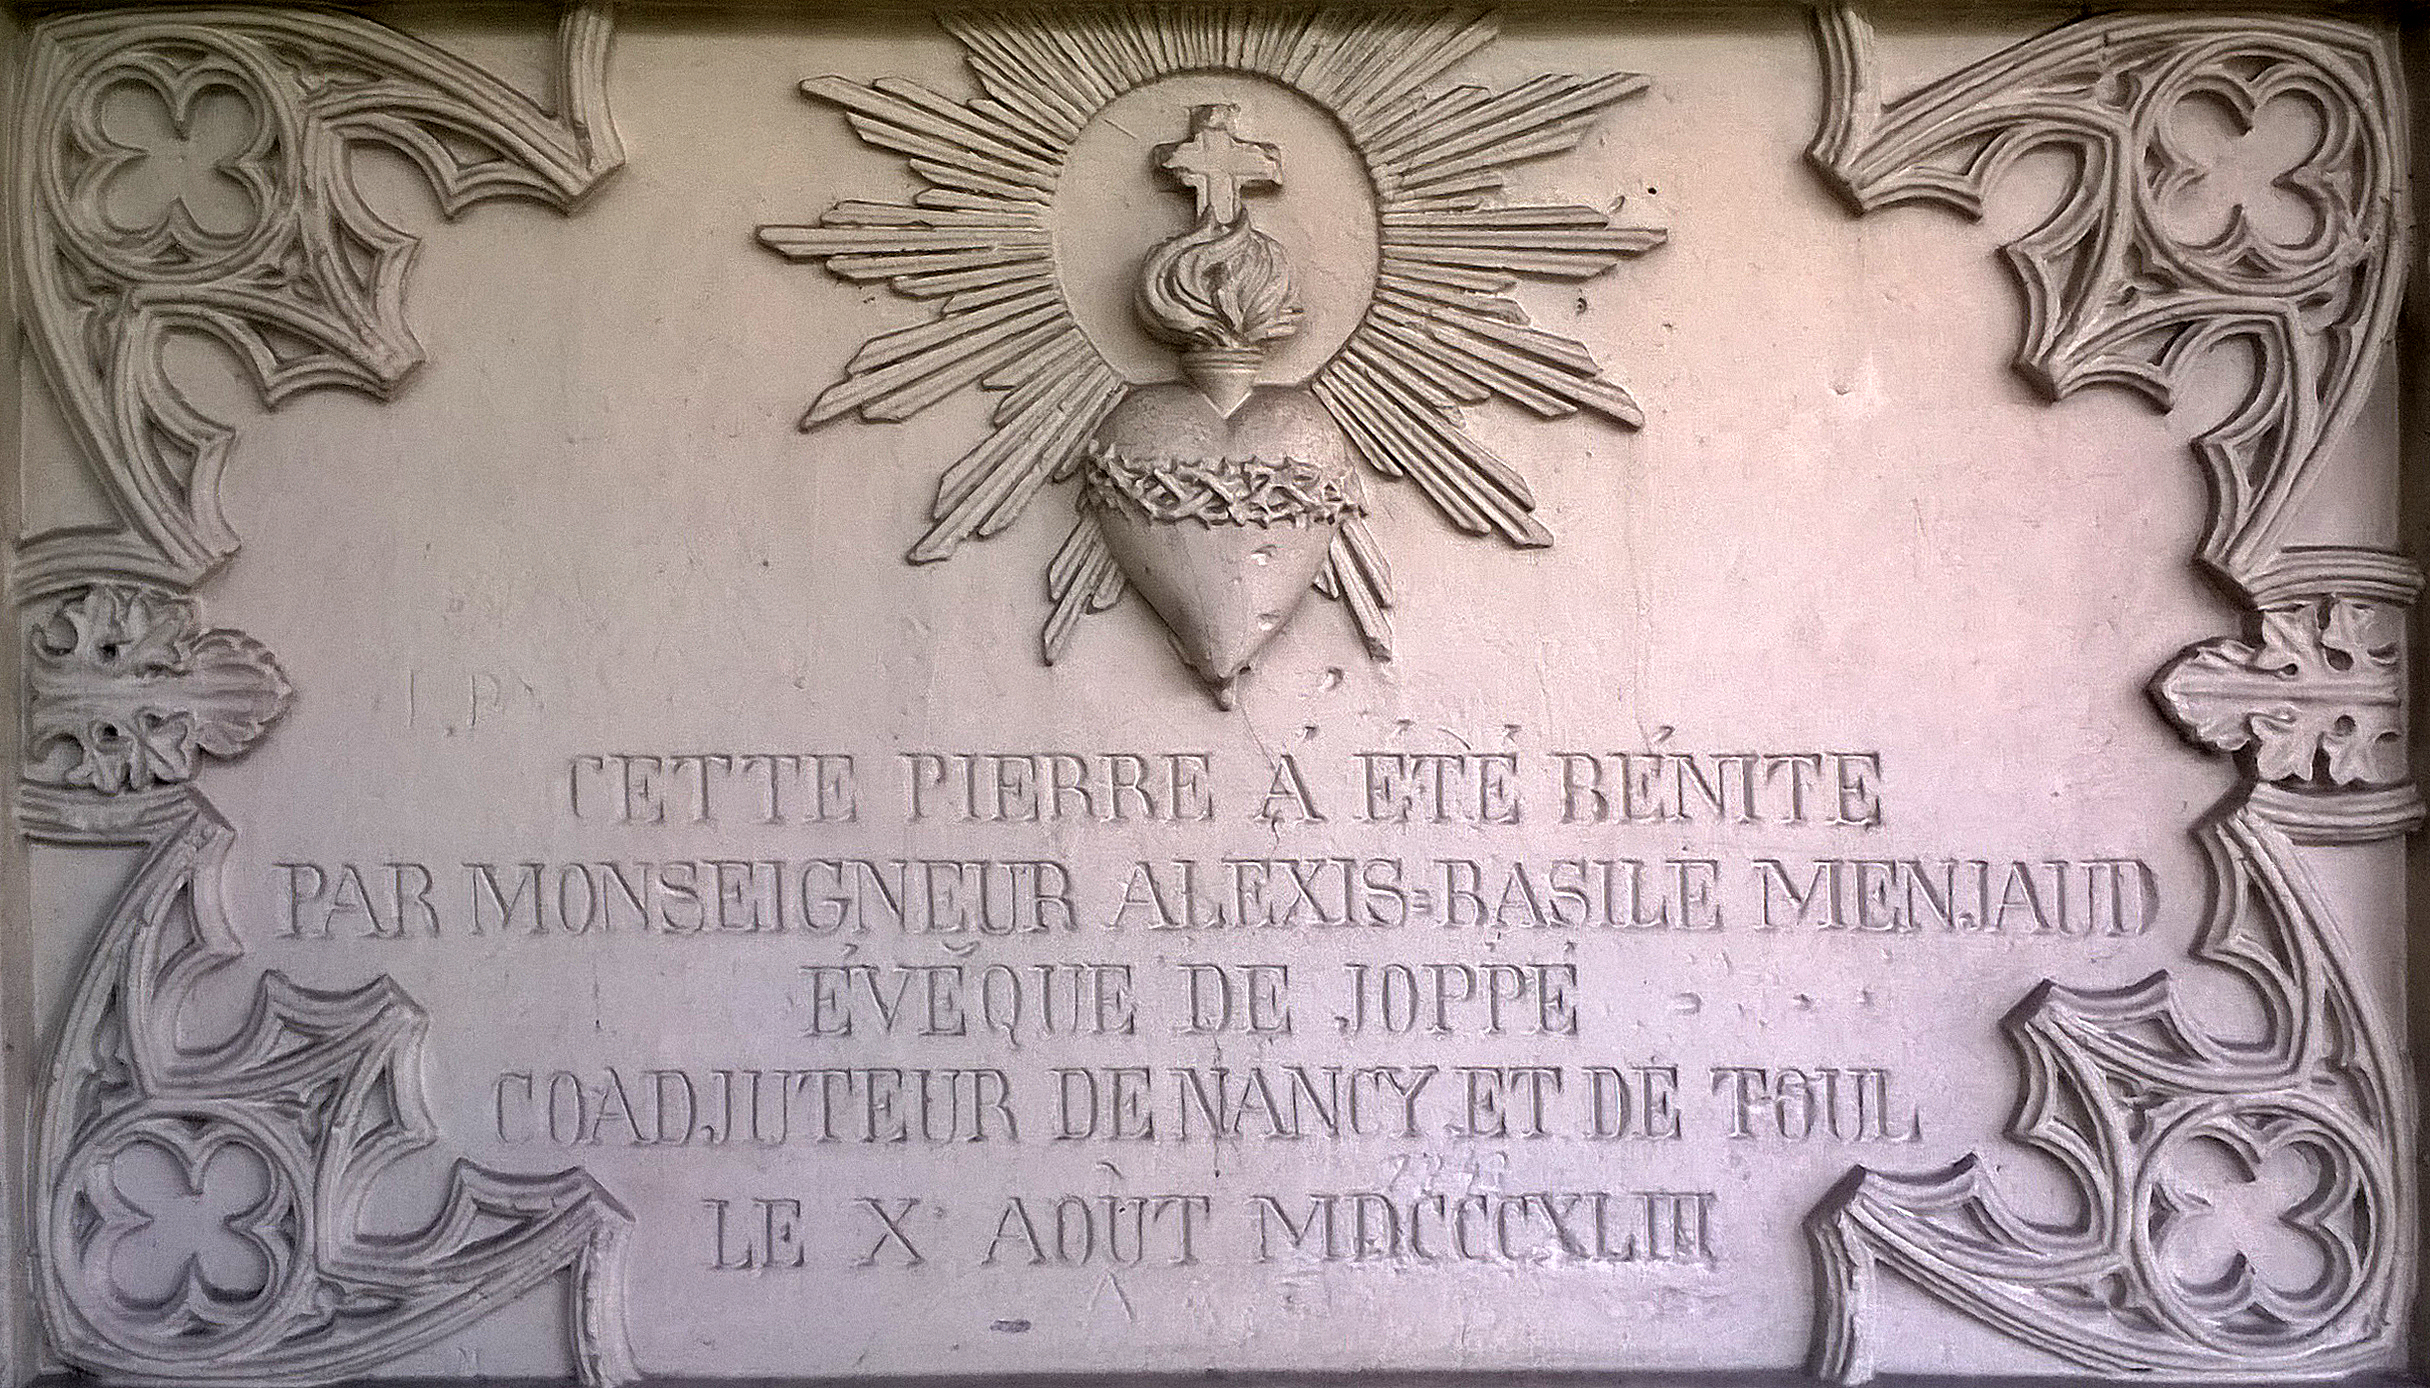 I P
CETTE PIERRE A ÉTÉ BÉNITE
PAR MONSEIGNEUR ALEXIS=BASILE MENJAUD
ÉVĚQUE DE JOPPÉ
COADJUTEUR DE NANCY ET DE TOUL
LE X AOÛT MDCCCXLIII